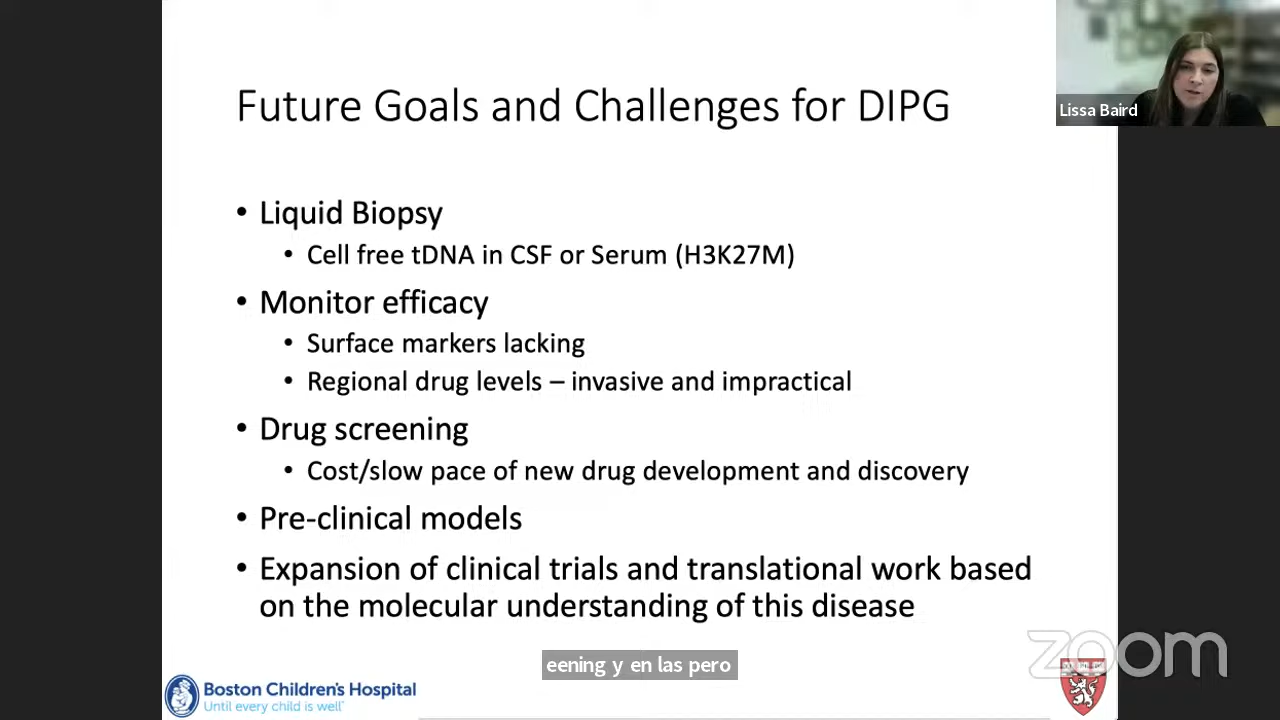 Lissa Baird
Future Goals and Challenges for DIPG
• Liquid Biopsy
• Cell free tDNA in CSF or Serum (H3K27M)
• Monitor efficacy
• Surface markers lacking
• Regional drug levels – invasive and impractical
• Drug screening
• Cost/slow pace of new drug development and discovery
• Pre-clinical models
• Expansion of clinical trials and translational work based
on the molecular understanding of this disease
eening y en las pero
zoom
Boston Children's Hospital
Until every child is well™